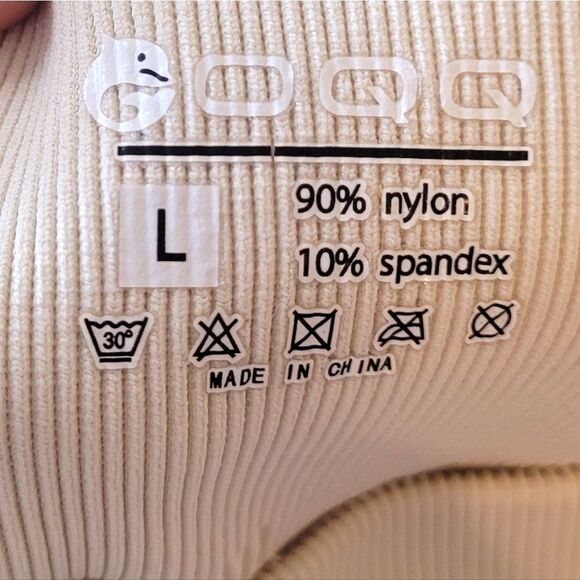 OQQ
L
90% nylon
10% spandex
30°
MADE IN CHINA